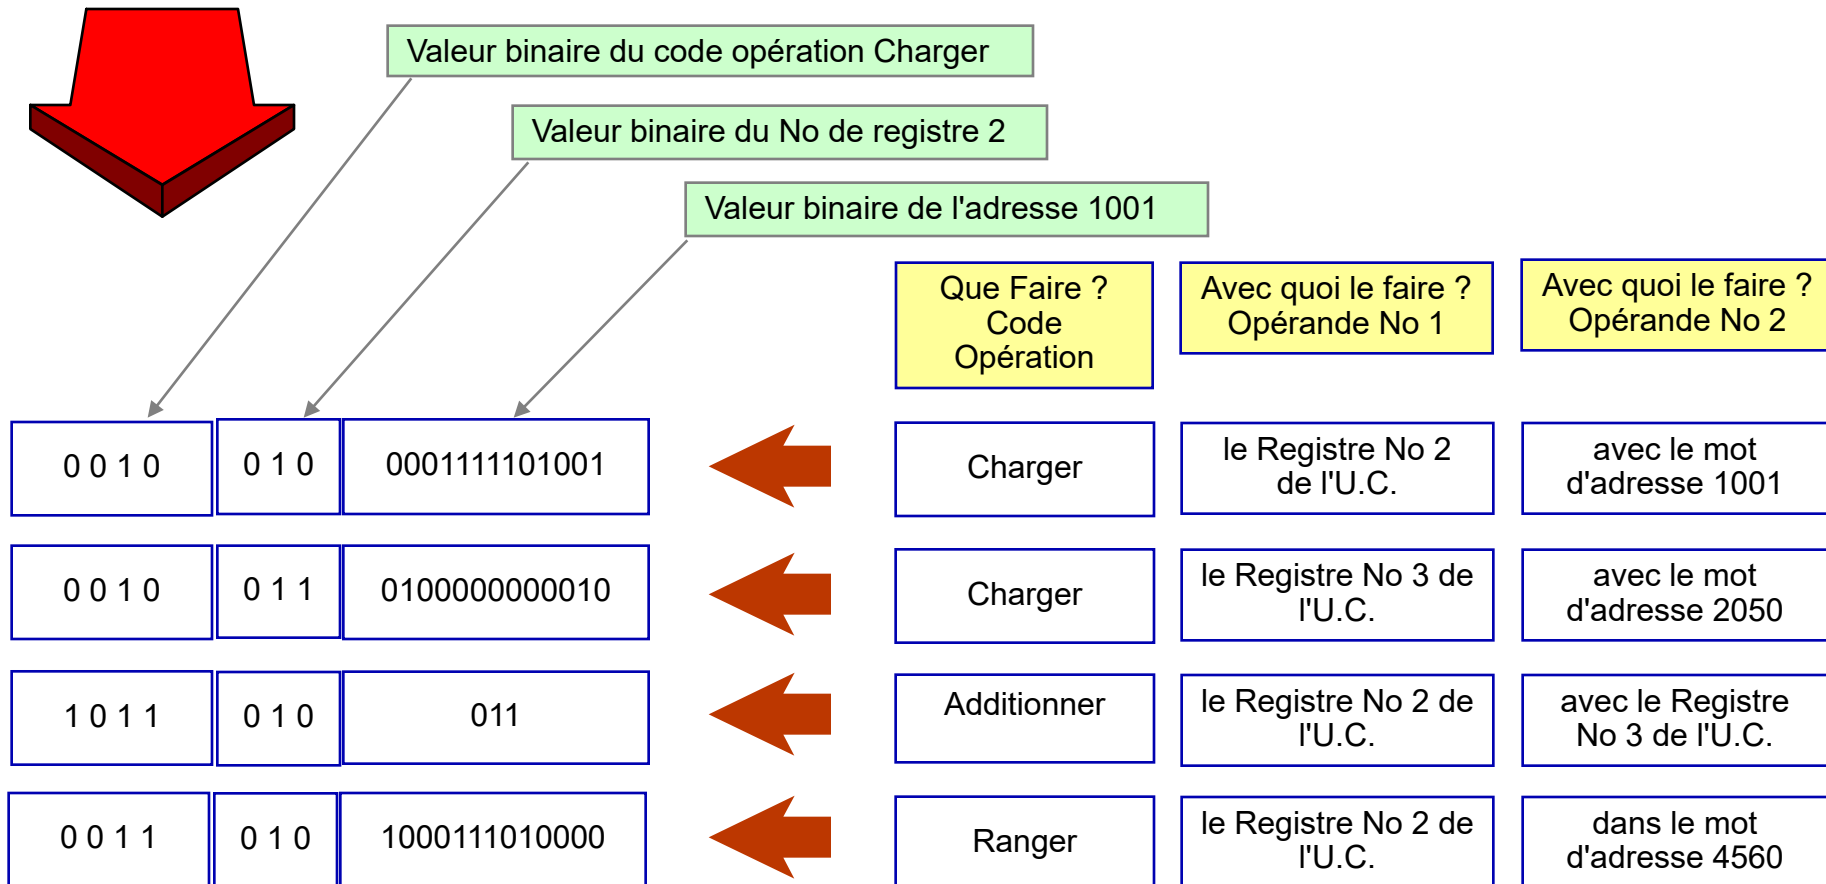 Valeur binaire du code opération Charger
Valeur binaire du No de registre 2
Valeur binaire de l'adresse 1001
Que Faire ?
Code
Opération
Avec quoi le faire ?
Opérande No 1
Avec quoi le faire ?
Opérande No 2
0 0 1 0
0 1 0
0001111101001
Charger
le Registre No 2
de l'U.C.
avec le mot
d'adresse 1001
0 0 1 0
0 1 1
0100000000010
Charger
le Registre No 3 de
l'U.C.
avec le mot
d'adresse 2050
1 0 1 1
0 1 0
011
Additionner
le Registre No 2 de
l'U.C.
avec le Registre
No 3 de l'U.C.
0 0 1 1
0 1 0
1000111010000
Ranger
le Registre No 2 de
l'U.C.
dans le mot
d'adresse 4560